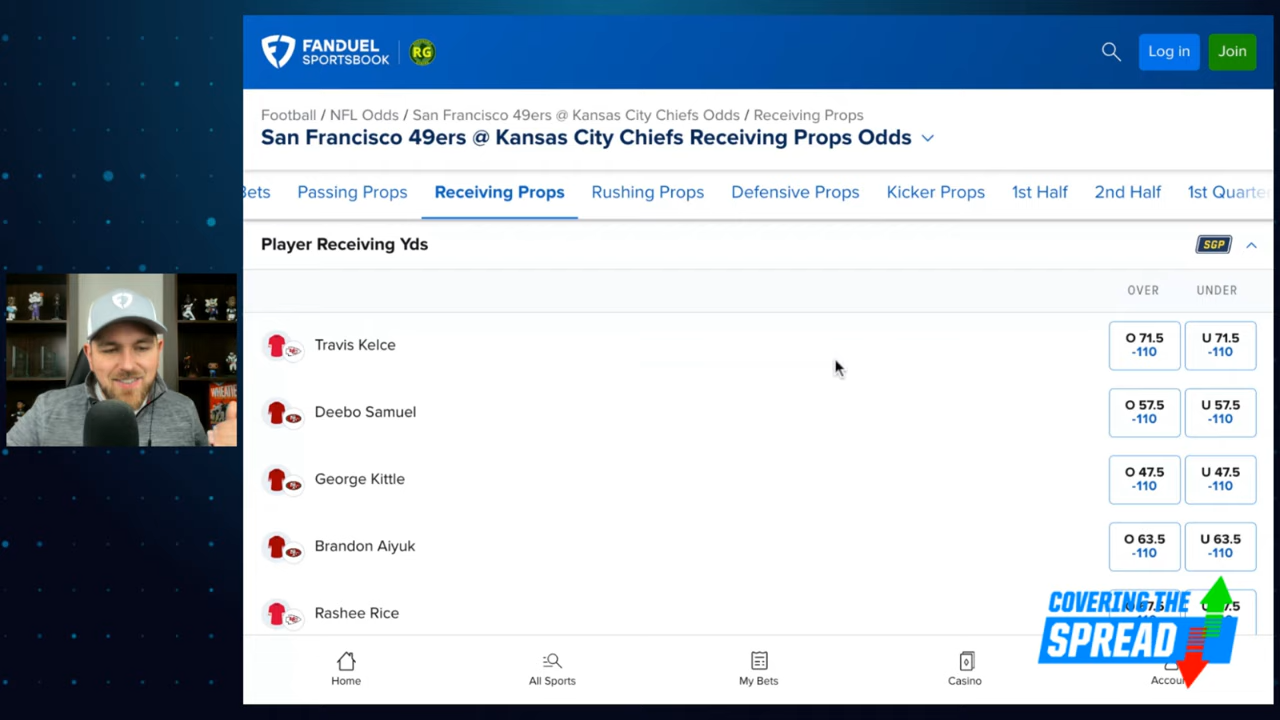 FANDUEL
SPORTSBOOK
RG
Log in
Join
Football / NFL Odds / San Francisco 49ers @ Kansas City Chiefs Odds / Receiving Props
San Francisco 49ers @ Kansas City Chiefs Receiving Props Odds
Bets Passing Props Receiving Props Rushing Props Defensive Props Kicker Props 1st Half 2nd Half 1st Quarte
Player Receiving Yds
SGP
OVER UNDER
Travis Kelce
O 71.5 U 71.5
-110 -110
Deebo Samuel
O 57.5 U 57.5
-110 -110
George Kittle
O 47.5 U 47.5
-110 -110
Brandon Aiyuk
O 63.5 U 63.5
-110 -110
Rashee Rice
COVERING THE
SPREAD
Home All Sports My Bets Casino Accou
WHEATIES